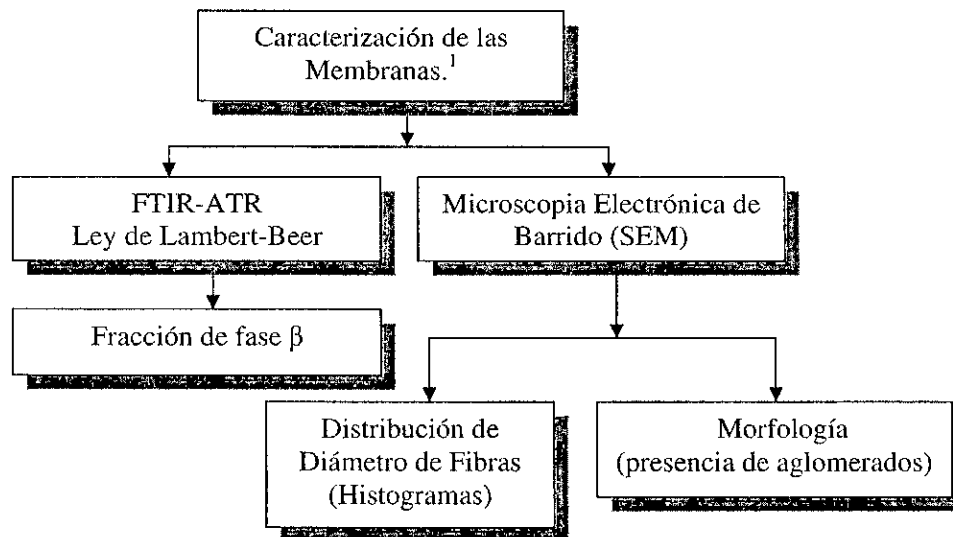 Caracterización de las
Membranas.¹
FTIR-ATR
Ley de Lambert-Beer
Microscopia Electrónica de
Barrido (SEM)
Fracción de fase β
Distribución de
Diámetro de Fibras
(Histogramas)
Morfología
(presencia de aglomerados)